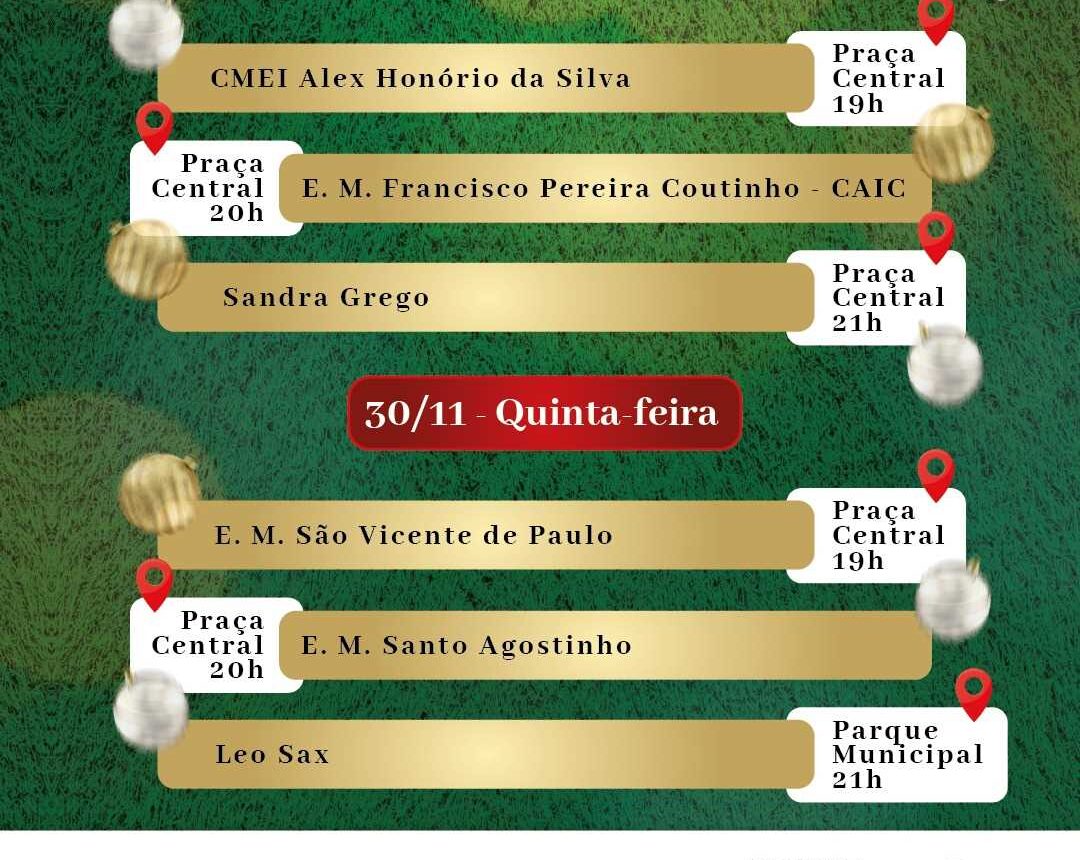 CMEI Alex Honório da Silva
Praça
Central
19h
Praça
Central
20h
E. M. Francisco Pereira Coutinho - CAIC
Sandra Grego
Praça
Central
21h
30/11 - Quinta-feira
E. M. São Vicente de Paulo
Praça
Central
19h
Praça
Central
20h
E. M. Santo Agostinho
Leo Sax
Parque
Municipal
21h